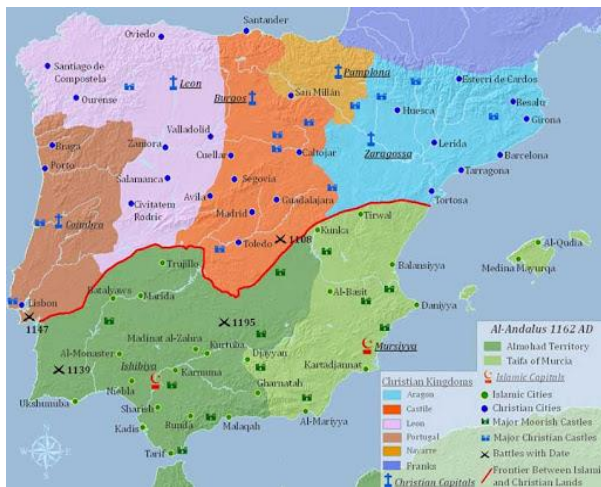 Santander
Oviedo
Santiago de
Compostela
Leon
Pamplona
Esterri de Cardos
Burgos
San Millán
Ourense
Huesca
Besalu
Girona
Braga
Valladolid
Zamora
Cuellar
Caltojar
Zaragossa
Lerida
Porto
Barcelona
Salamanca
Segovia
Tarragona
Avila
Guadalajara
Civitatem
Rodric
Madrid
Tortosa
Coimbra
Toledo
1108
Tirwal
Kunka
Al-Qudia
Trujillo
Balansiyya
Medina Mayurqa
Lisbon
Batalyaws
Marida
Al-Basit
Daniyya
1147
1195
Madinat al-Zahra
Al-Monaster
Kurtuba
Mursiyya
1139
Ishbiliya
Djayyan
Karmuna
Kartadjannat
Niebla
Gharnatah
Ukshunuba
Sharish
Al-Mariyya
Kadis
Runda
Malaqah
Tarif
Al-Andalus 1162 AD
Almohad Territory
Taifa of Murcia
Islamic Capitals
Islamic Cities
Christian Cities
Major Moorish Castles
Major Christian Castles
Battles with Date
Frontier Between Islamic
and Christian Lands
Christian Kingdoms
Aragon
Castile
Leon
Portugal
Navarre
Franks
Christian Capitals